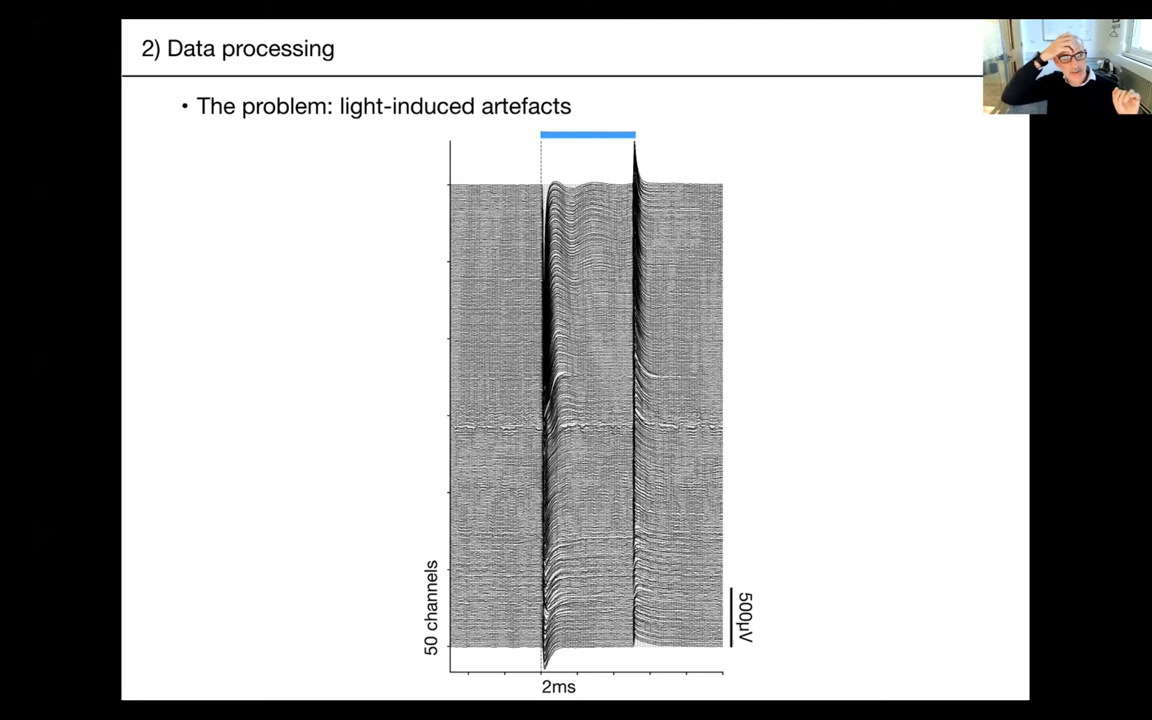 2) Data processing
• The problem: light-induced artefacts
50 channels
500µV
2ms